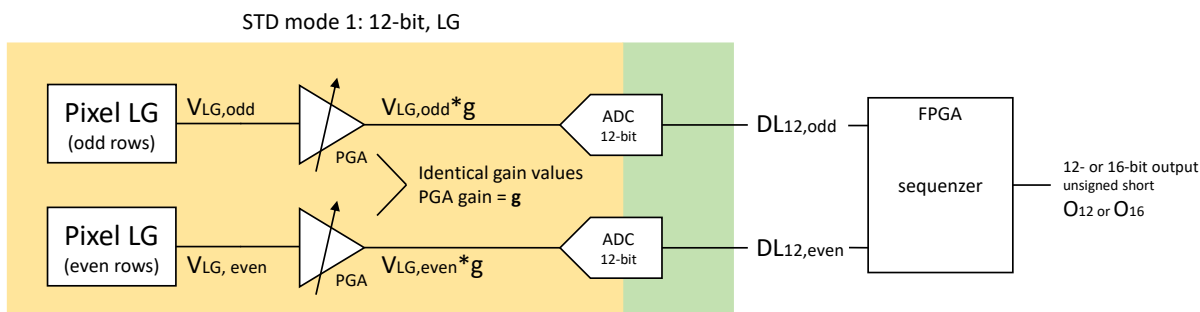 STD mode 1: 12-bit, LG
Pixel LG
(odd rows)
VLG,odd
PGA
VLG,odd*g
ADC
12-bit
DL12,odd
Identical gain values
PGA gain = g
Pixel LG
(even rows)
VLG, even
PGA
VLG,even*g
ADC
12-bit
DL12,even
FPGA
sequenzer
12- or 16-bit output
unsigned short
O12 or O16